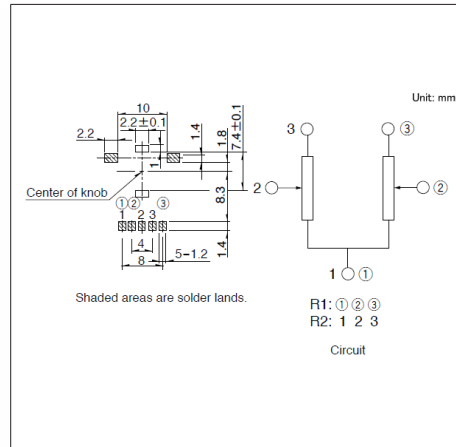 Unit: mm
10
2.2±0.1
2.2
1.4
1.8
7.4±0.1
3
③
1
Center of knob
2
②
8.3
① ② ③
1 2 3
1.4
4
5-1.2
8
1 ①
Shaded areas are solder lands.
R1: ① ② ③
R2: 1 2 3
Circuit